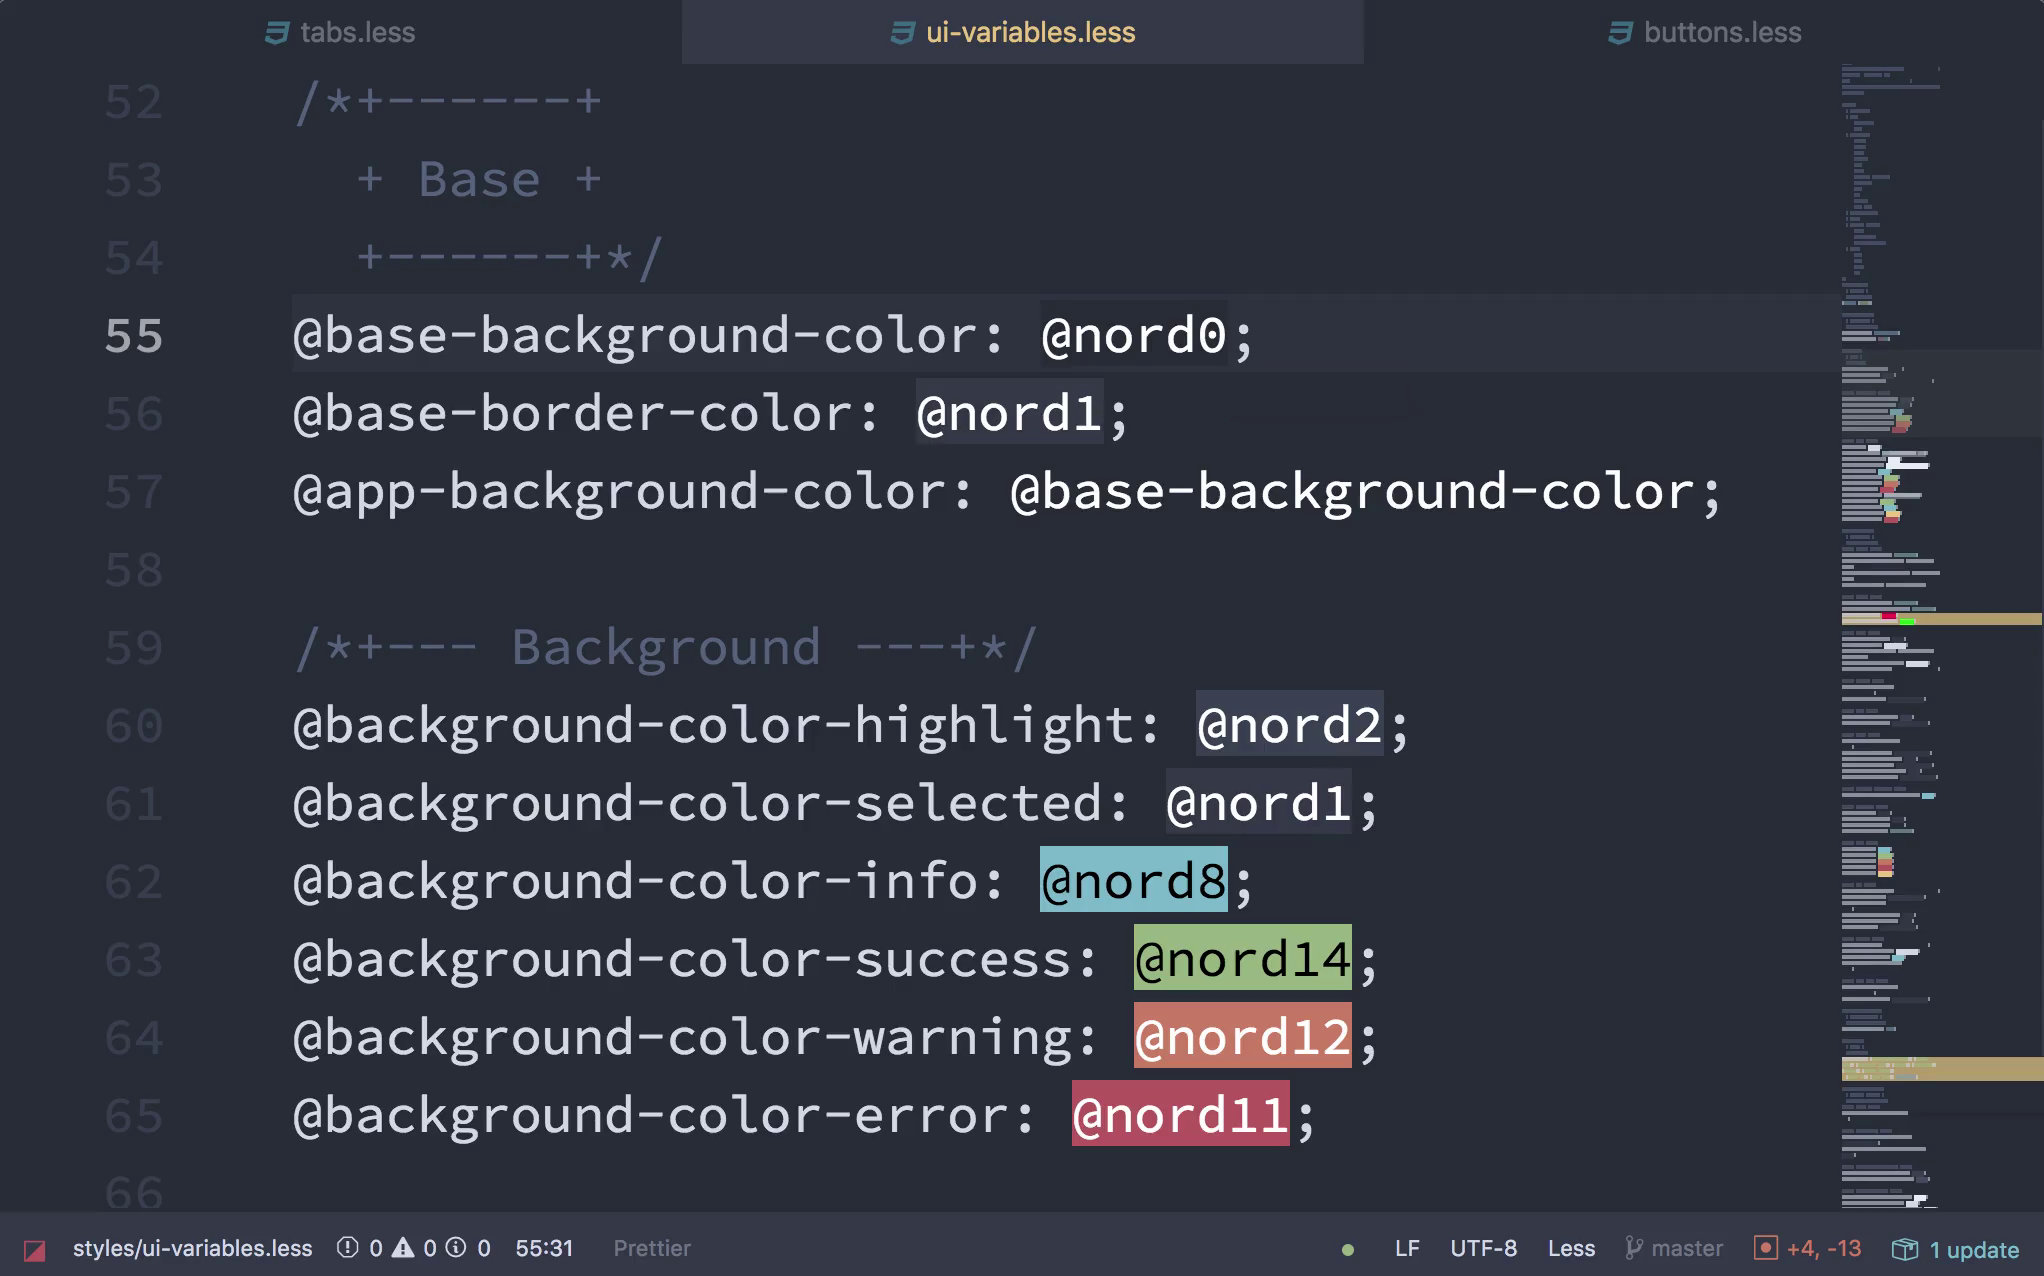 tabs.less ui-variables.less buttons.less
52 /*+------+
53 + Base +
54 +------+*/
55 @base-background-color: @nord0;
56 @base-border-color: @nord1;
57 @app-background-color: @base-background-color;
58
59 /*+--- Background ---+*/
60 @background-color-highlight: @nord2;
61 @background-color-selected: @nord1;
62 @background-color-info: @nord8;
63 @background-color-success: @nord14;
64 @background-color-warning: @nord12;
65 @background-color-error: @nord11;
66
styles/ui-variables.less 0 0 0 55:31 Prettier LF UTF-8 Less master +4, -13 1 update